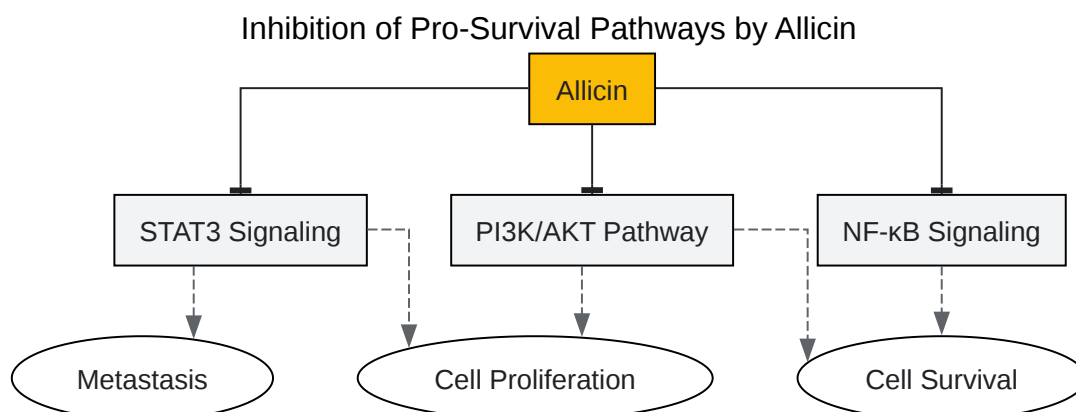 Inhibition of Pro-Survival Pathways by Allicin
Allicin
STAT3 Signaling
PI3K/AKT Pathway
NF-κB Signaling
Metastasis
Cell Proliferation
Cell Survival